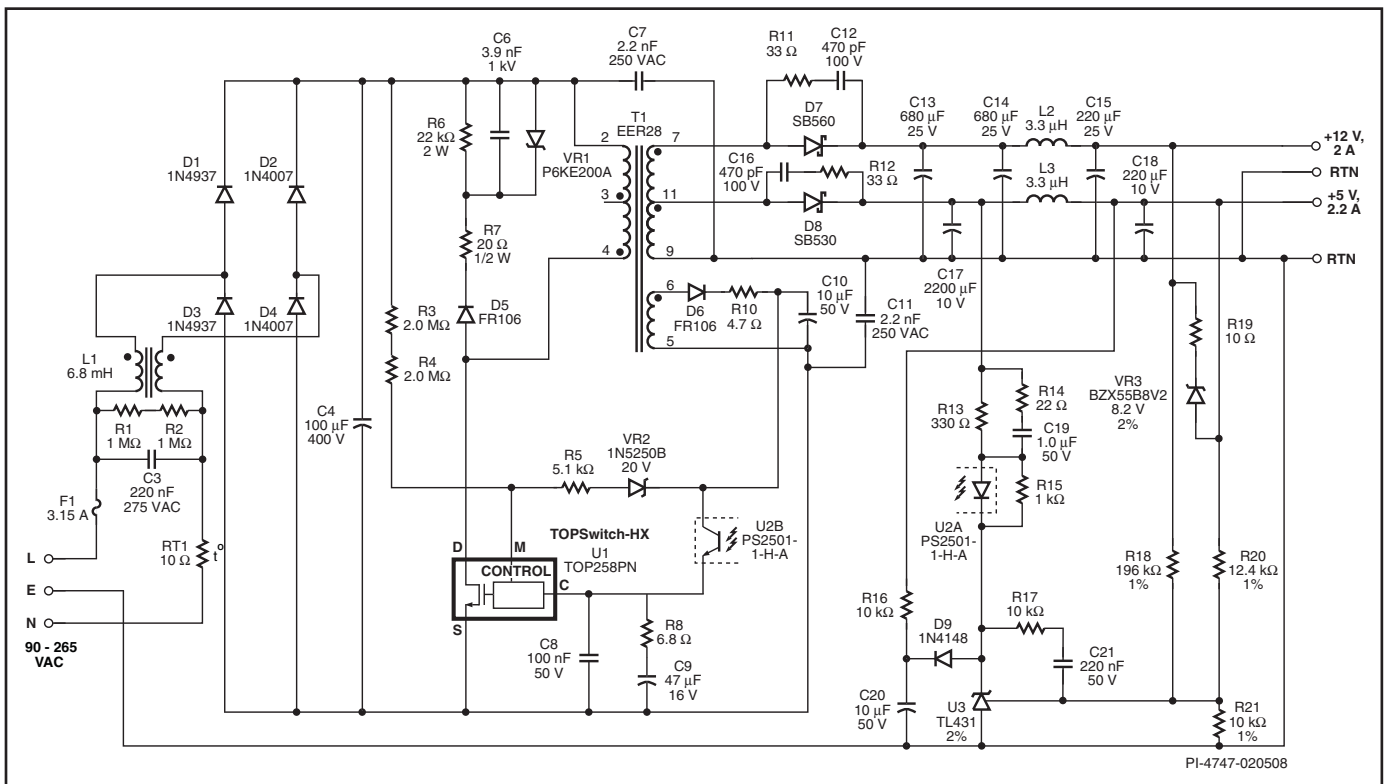 C6
3.9 nF
1 kV
C7
2.2 nF
250 VAC
R11
33 Ω
C12
470 pF
100 V
D7
SB560
C13
680 µF
25 V
C14
680 µF
25 V
L2
3.3 µH
C15
220 µF
25 V
+12 V,
2 A
RTN
+5 V,
2.2 A
RTN
R6
22 kΩ
2 W
VR1
P6KE200A
T1
EER28
2
3
4
7
11
9
6
5
C16
470 pF
100 V
R12
33 Ω
D8
SB530
L3
3.3 µH
C18
220 µF
10 V
D1
1N4937
D2
1N4007
D3
1N4937
D4
1N4007
R7
20 Ω
1/2 W
D5
FR106
D6
FR106
R10
4.7 Ω
C10
10 µF
50 V
C11
2.2 nF
250 VAC
C17
2200 µF
10 V
R3
2.0 MΩ
R4
2.0 MΩ
L1
6.8 mH
R1
1 MΩ
R2
1 MΩ
C3
220 nF
275 VAC
F1
3.15 A
RT1
10 Ω
t°
L
E
N
90 - 265
VAC
C4
100 µF
400 V
R5
5.1 kΩ
VR2
1N5250B
20 V
R13
330 Ω
R14
22 Ω
C19
1.0 µF
50 V
R15
1 kΩ
R19
10 Ω
VR3
BZX55B8V2
8.2 V
2%
U2B
PS2501-
1-H-A
U2A
PS2501-
1-H-A
TOPSwitch-HX
U1
TOP258PN
D
M
CONTROL
C
S
C8
100 nF
50 V
R8
6.8 Ω
C9
47 µF
16 V
R16
10 kΩ
D9
1N4148
R17
10 kΩ
C21
220 nF
50 V
R18
196 kΩ
1%
R20
12.4 kΩ
1%
C20
10 µF
50 V
U3
TL431
2%
R21
10 kΩ
1%
PI-4747-020508